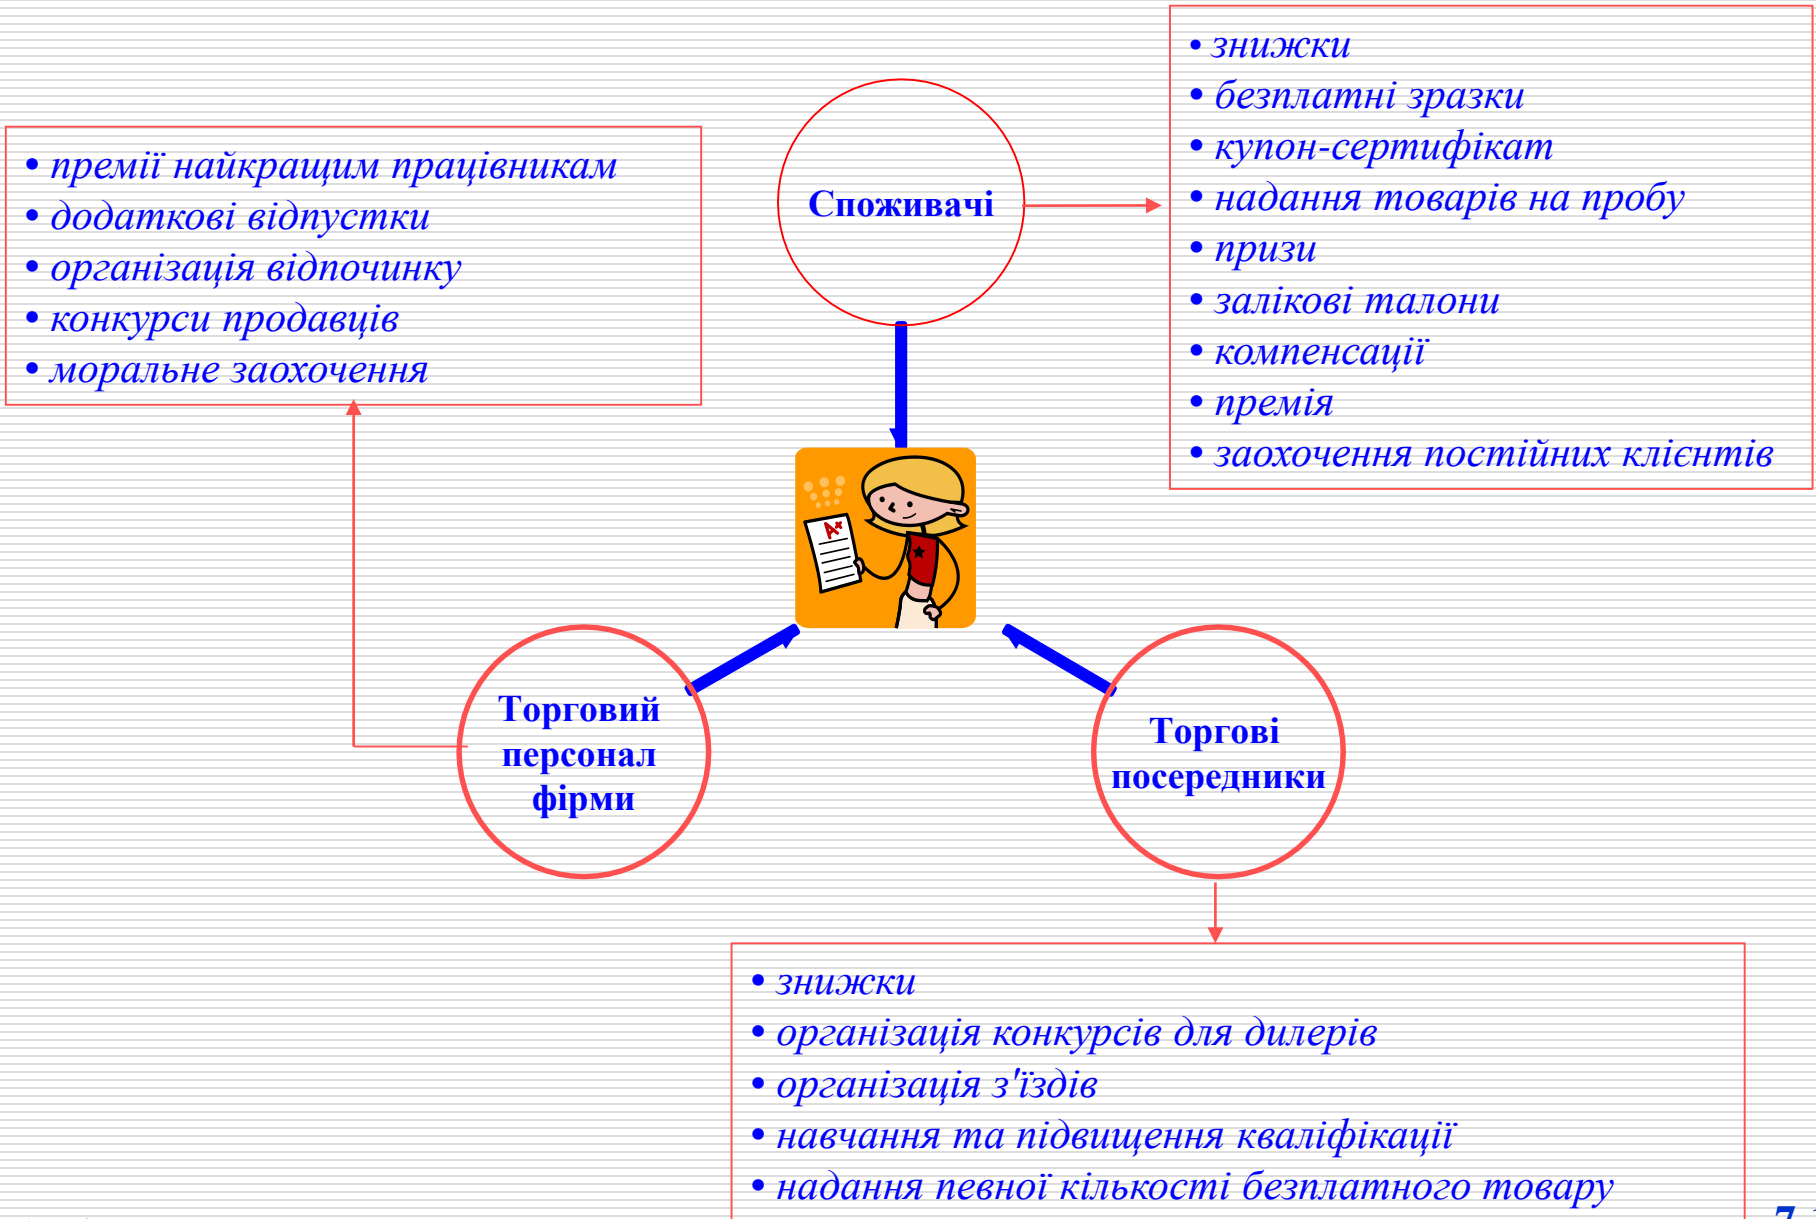 • знижки
• безплатні зразки
• купон-сертифікат
• надання товарів на пробу
• призи
• залікові талони
• компенсації
• премія
• заохочення постійних клієнтів
• премії найкращим працівникам
• додаткові відпустки
• організація відпочинку
• конкурси продавців
• моральне заохочення
Споживачі
A+
Торговий
персонал
фірми
Торгові
посередники
• знижки
• організація конкурсів для дилерів
• організація з'їздів
• навчання та підвищення кваліфікації
• надання певної кількості безплатного товару
7